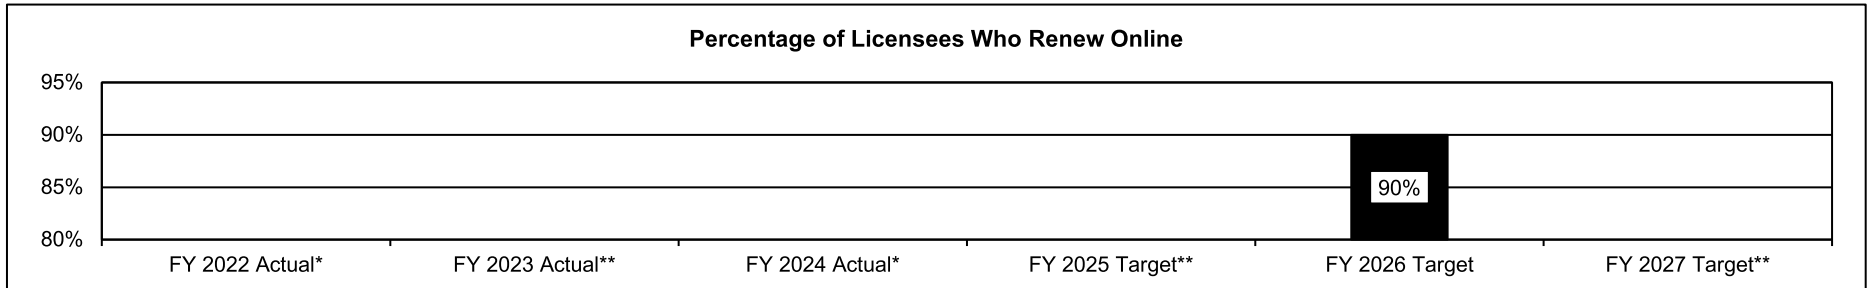 Percentage of Licensees Who Renew Online
95%
90%
85%
80%
90%
FY 2022 Actual*
FY 2023 Actual**
FY 2024 Actual*
FY 2025 Target**
FY 2026 Target
FY 2027 Target**